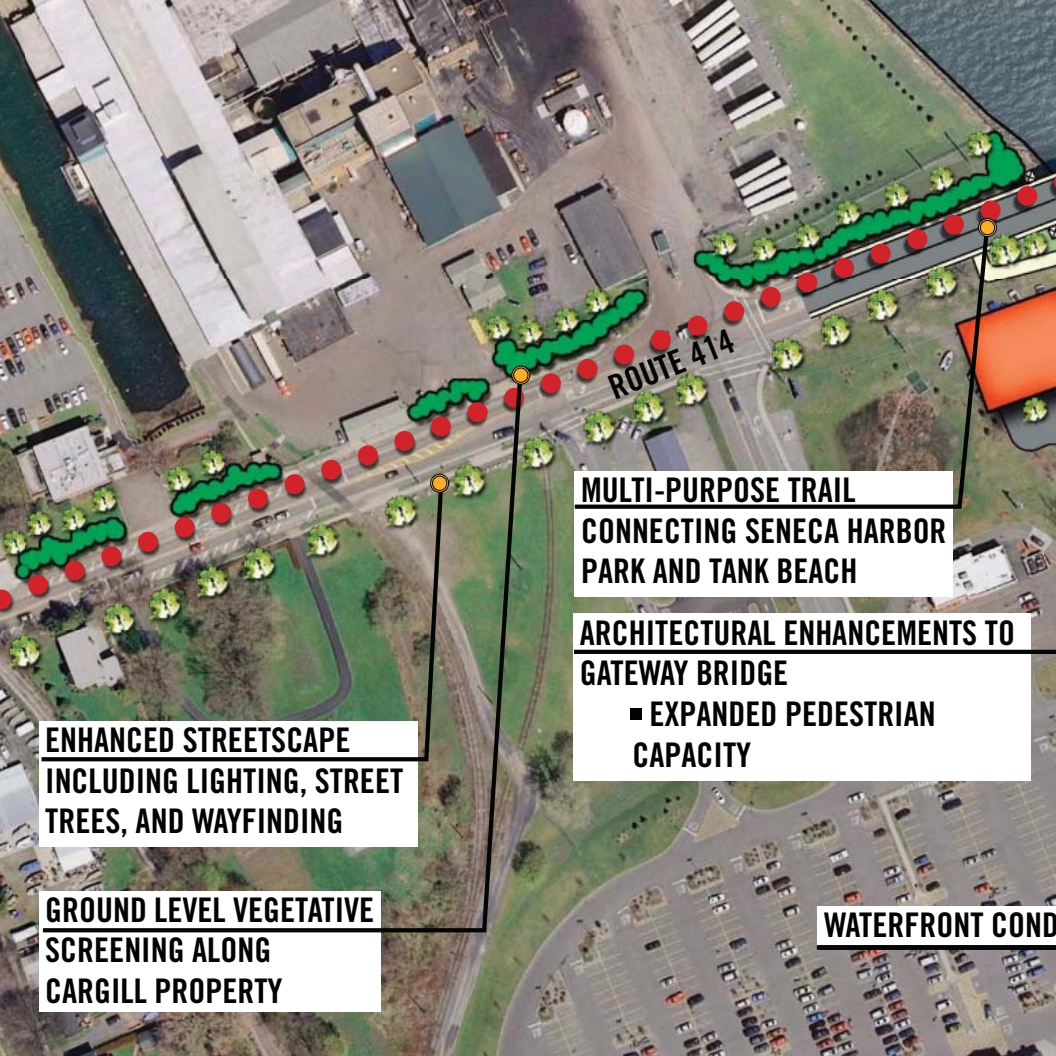 ROUTE 414
MULTI-PURPOSE TRAIL
CONNECTING SENECA HARBOR
PARK AND TANK BEACH
ARCHITECTURAL ENHANCEMENTS TO
GATEWAY BRIDGE
■ EXPANDED PEDESTRIAN
CAPACITY
ENHANCED STREETSCAPE
INCLUDING LIGHTING, STREET
TREES, AND WAYFINDING
GROUND LEVEL VEGETATIVE
SCREENING ALONG
CARGILL PROPERTY
WATERFRONT COND